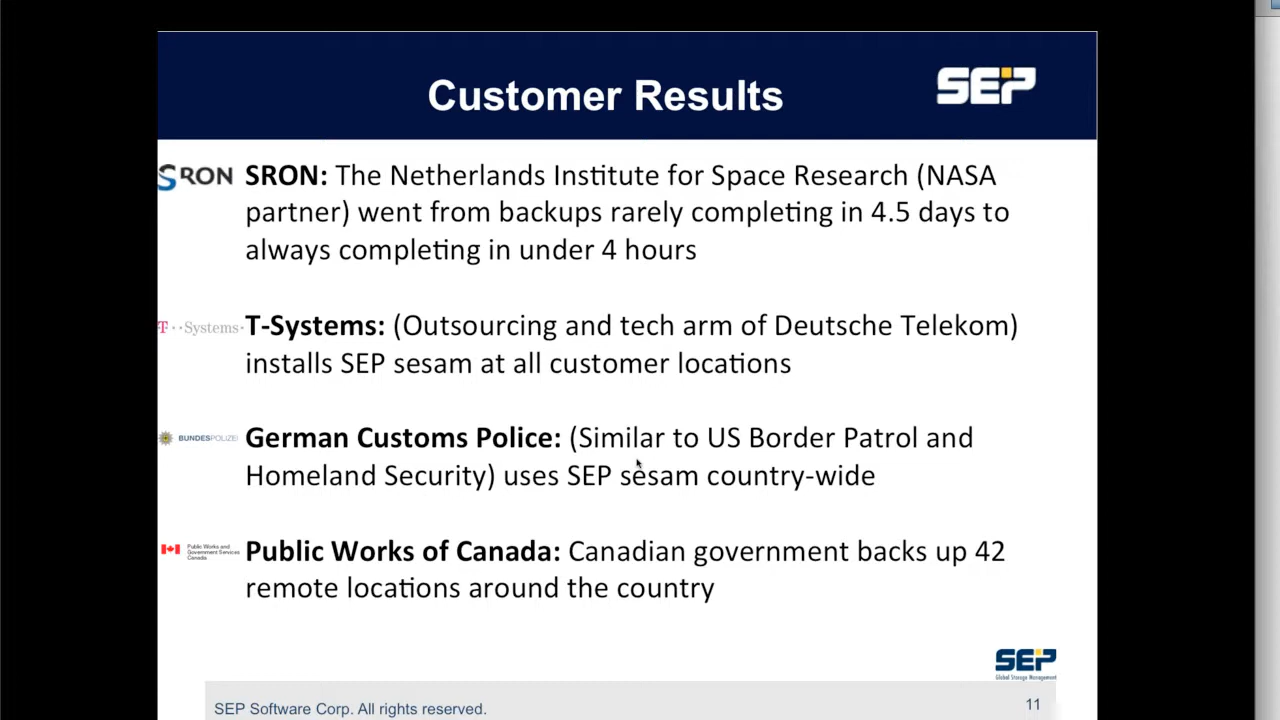 Customer Results
SEP
SRON
SRON: The Netherlands Institute for Space Research (NASA
partner) went from backups rarely completing in 4.5 days to
always completing in under 4 hours
T··Systems·
T-Systems: (Outsourcing and tech arm of Deutsche Telekom)
installs SEP sesam at all customer locations
BUNDESPOLIZEI
German Customs Police: (Similar to US Border Patrol and
Homeland Security) uses SEP sesam country-wide
Public Works and
Government Services
Canada
Public Works of Canada: Canadian government backs up 42
remote locations around the country
SEP
Global Storage Management
SEP Software Corp. All rights reserved.
11